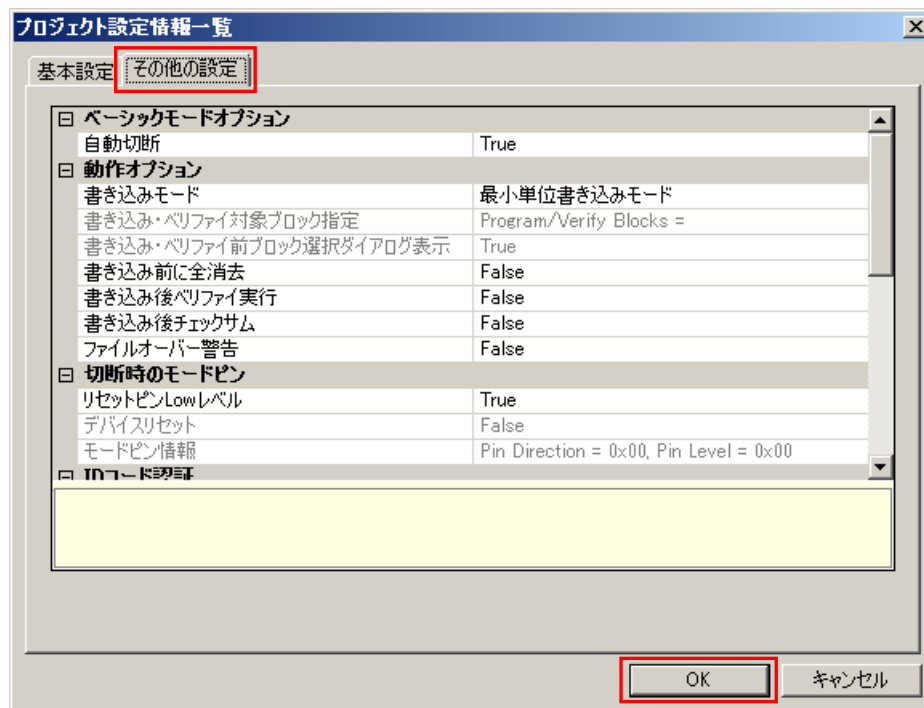 プロジェクト設定情報一覧
基本設定 その他の設定
ベーシックモードオプション
自動切断 True
動作オプション
書き込みモード 最小単位書き込みモード
書き込み・ベリファイ対象ブロック指定 Program/Verify Blocks =
書き込み・ベリファイ前ブロック選択ダイアログ表示 True
書き込み前に全消去 False
書き込み後ベリファイ実行 False
書き込み後チェックサム False
ファイルオーバー警告 False
切断時のモードピン
リセットピンLowレベル True
デバイスリセット False
モードピン情報 Pin Direction = 0x00, Pin Level = 0x00
IDコード認証
OK キャンセル